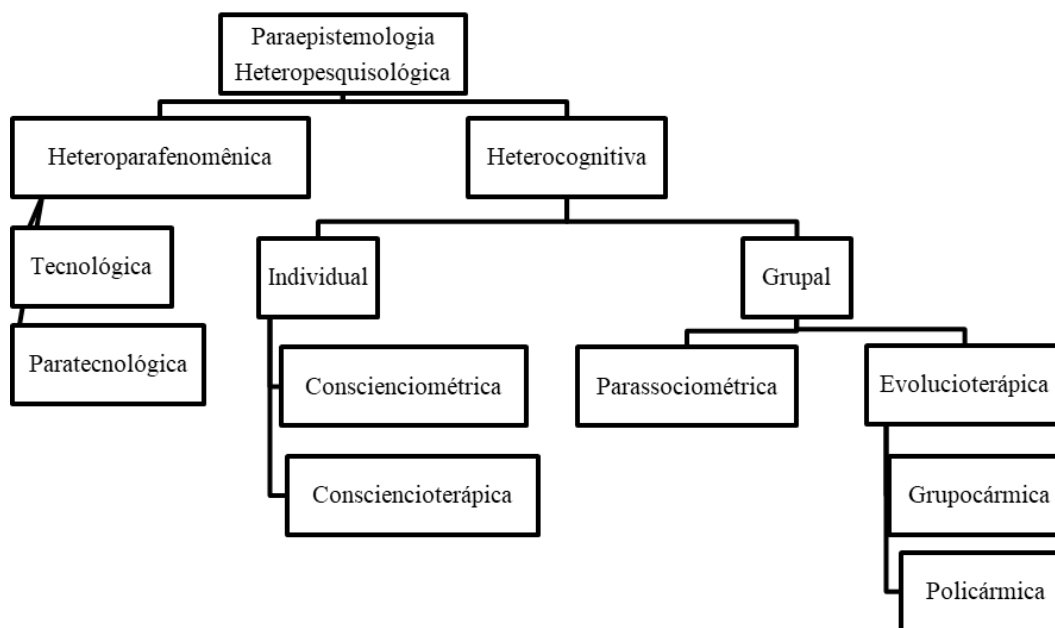 Paraepistemologia
Heteropesquisológica
Heteroparafenomênica
Heterocognitiva
Tecnológica
Individual
Grupal
Paratecnológica
Conscienciométrica
Parassociométrica
Evolucioterápica
Consciencioterápica
Grupocármica
Policármica